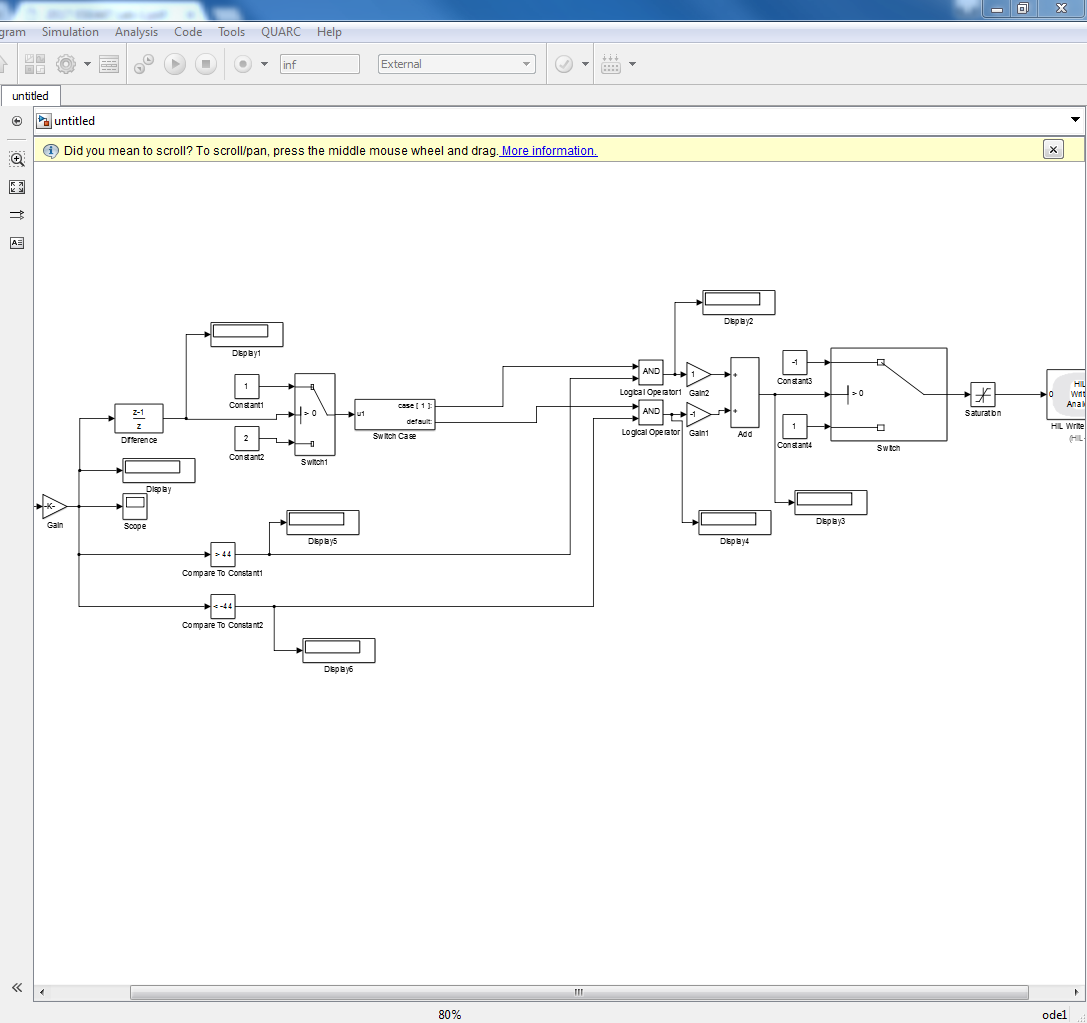 gram Simulation Analysis Code Tools QUARC Help
inf
External
untitled
untitled
Did you mean to scroll? To scroll/pan, press the middle mouse wheel and drag. More information.
Display2
Display1
-1
Constant3
1
Constant1
AND
Logical Operator1
1
Gain2
+
> 0
z-1
z
Difference
> 0
u1
case [ 1 ]:
default:
Switch Case
AND
Logical Operator
-1
Gain1
+
Add
Saturation
HIL
Writ
Anal
0
HIL Write
(HIL-
2
Constant2
Switch1
1
Constant4
Switch
Display
-K-
Gain
Scope
Display5
Display4
Display3
> 44
Compare To Constant1
< -44
Compare To Constant2
Display6
80%
ode1